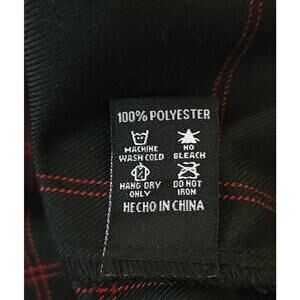 100% POLYESTER
MACHINE WASH COLD
NO BLEACH
HANG DRY ONLY
DO NOT IRON
HECHO IN CHINA